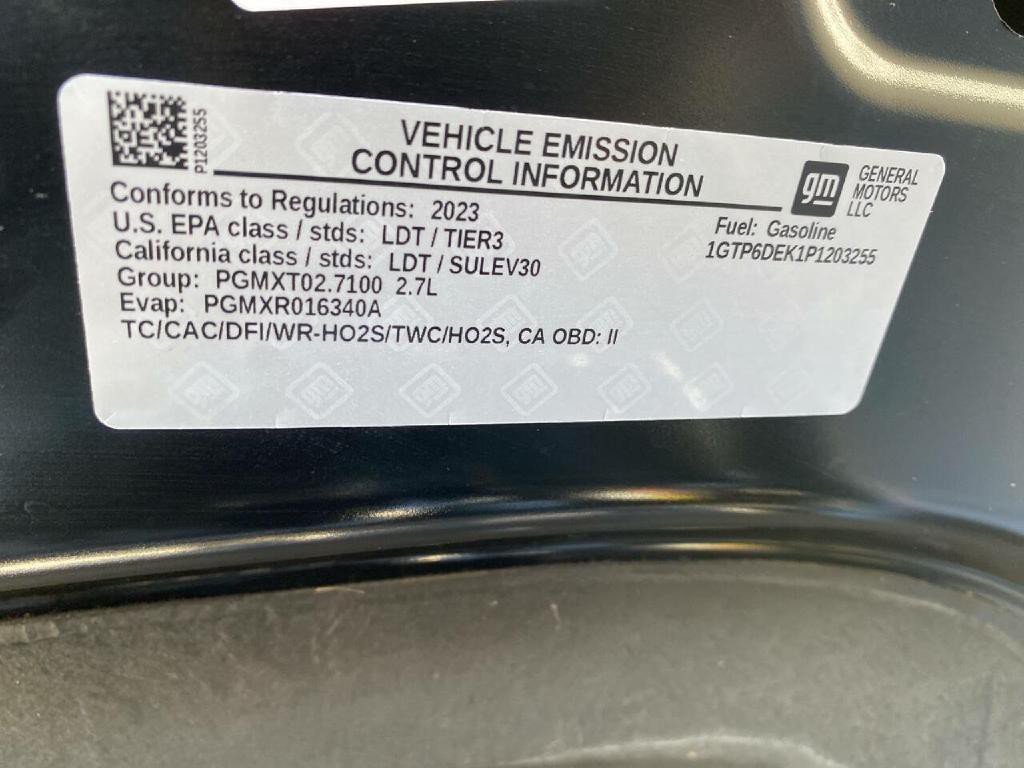 P1203255
VEHICLE EMISSION
CONTROL INFORMATION
gm
GENERAL
MOTORS
LLC
Conforms to Regulations: 2023
Fuel: Gasoline
U.S. EPA class / stds: LDT / TIER3
1GTP6DEK1P1203255
California class / stds: LDT / SULEV30
Group: PGMXT02.7100 2.7L
Evap: PGMXR016340A
TC/CAC/DFI/WR-HO2S/TWC/HO2S, CA OBD: II